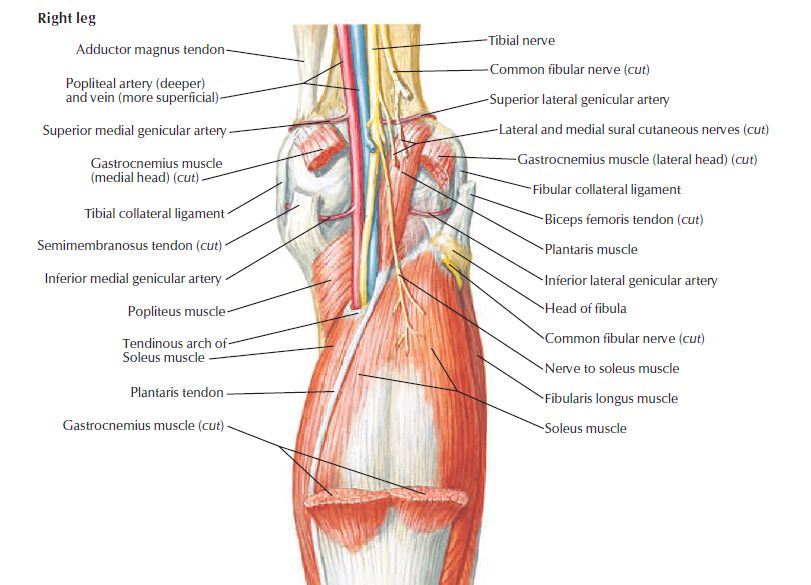 Right leg
Adductor magnus tendon
Popliteal artery (deeper)
and vein (more superficial)
Superior medial genicular artery
Gastrocnemius muscle
(medial head) (cut)
Tibial collateral ligament
Semimembranosus tendon (cut)
Inferior medial genicular artery
Popliteus muscle
Tendinous arch of
Soleus muscle
Plantaris tendon
Gastrocnemius muscle (cut)
Tibial nerve
Common fibular nerve (cut)
Superior lateral genicular artery
Lateral and medial sural cutaneous nerves (cut)
Gastrocnemius muscle (lateral head) (cut)
Fibular collateral ligament
Biceps femoris tendon (cut)
Plantaris muscle
Inferior lateral genicular artery
Head of fibula
Common fibular nerve (cut)
Nerve to soleus muscle
Fibularis longus muscle
Soleus muscle